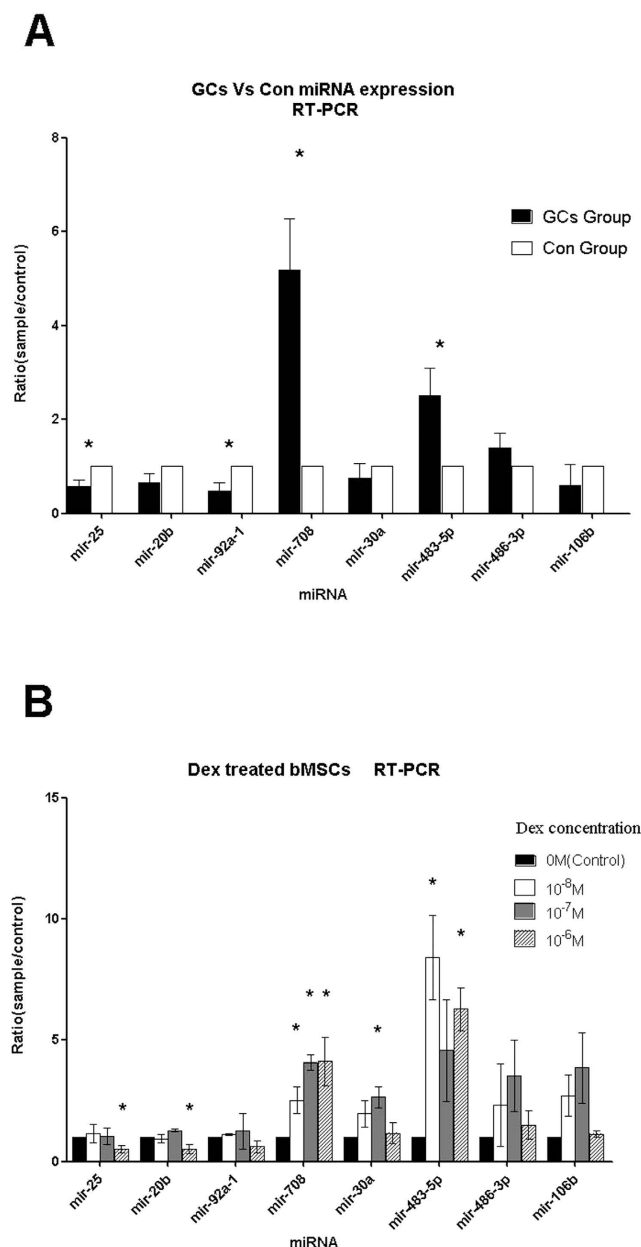 A
GCs Vs Con miRNA expression
RT-PCR
8
6
4
2
0
Ratio(sample/control)
*
*
*
*
GCs Group
Con Group
mir-25
mir-20b
mir-92a-1
mir-708
mir-30a
mir-483-5p
mir-486-3p
mir-106b
miRNA
B
Dex treated bMSCs RT-PCR
15
10
5
0
Ratio(sample/control)
*
*
*
*
*
*
*
*
Dex concentration
0M(Control)
10⁻⁸M
10⁻⁷M
10⁻⁶M
mir-25
mir-20b
mir-92a-1
mir-708
mir-30a
mir-483-5p
mir-486-3p
mir-106b
miRNA